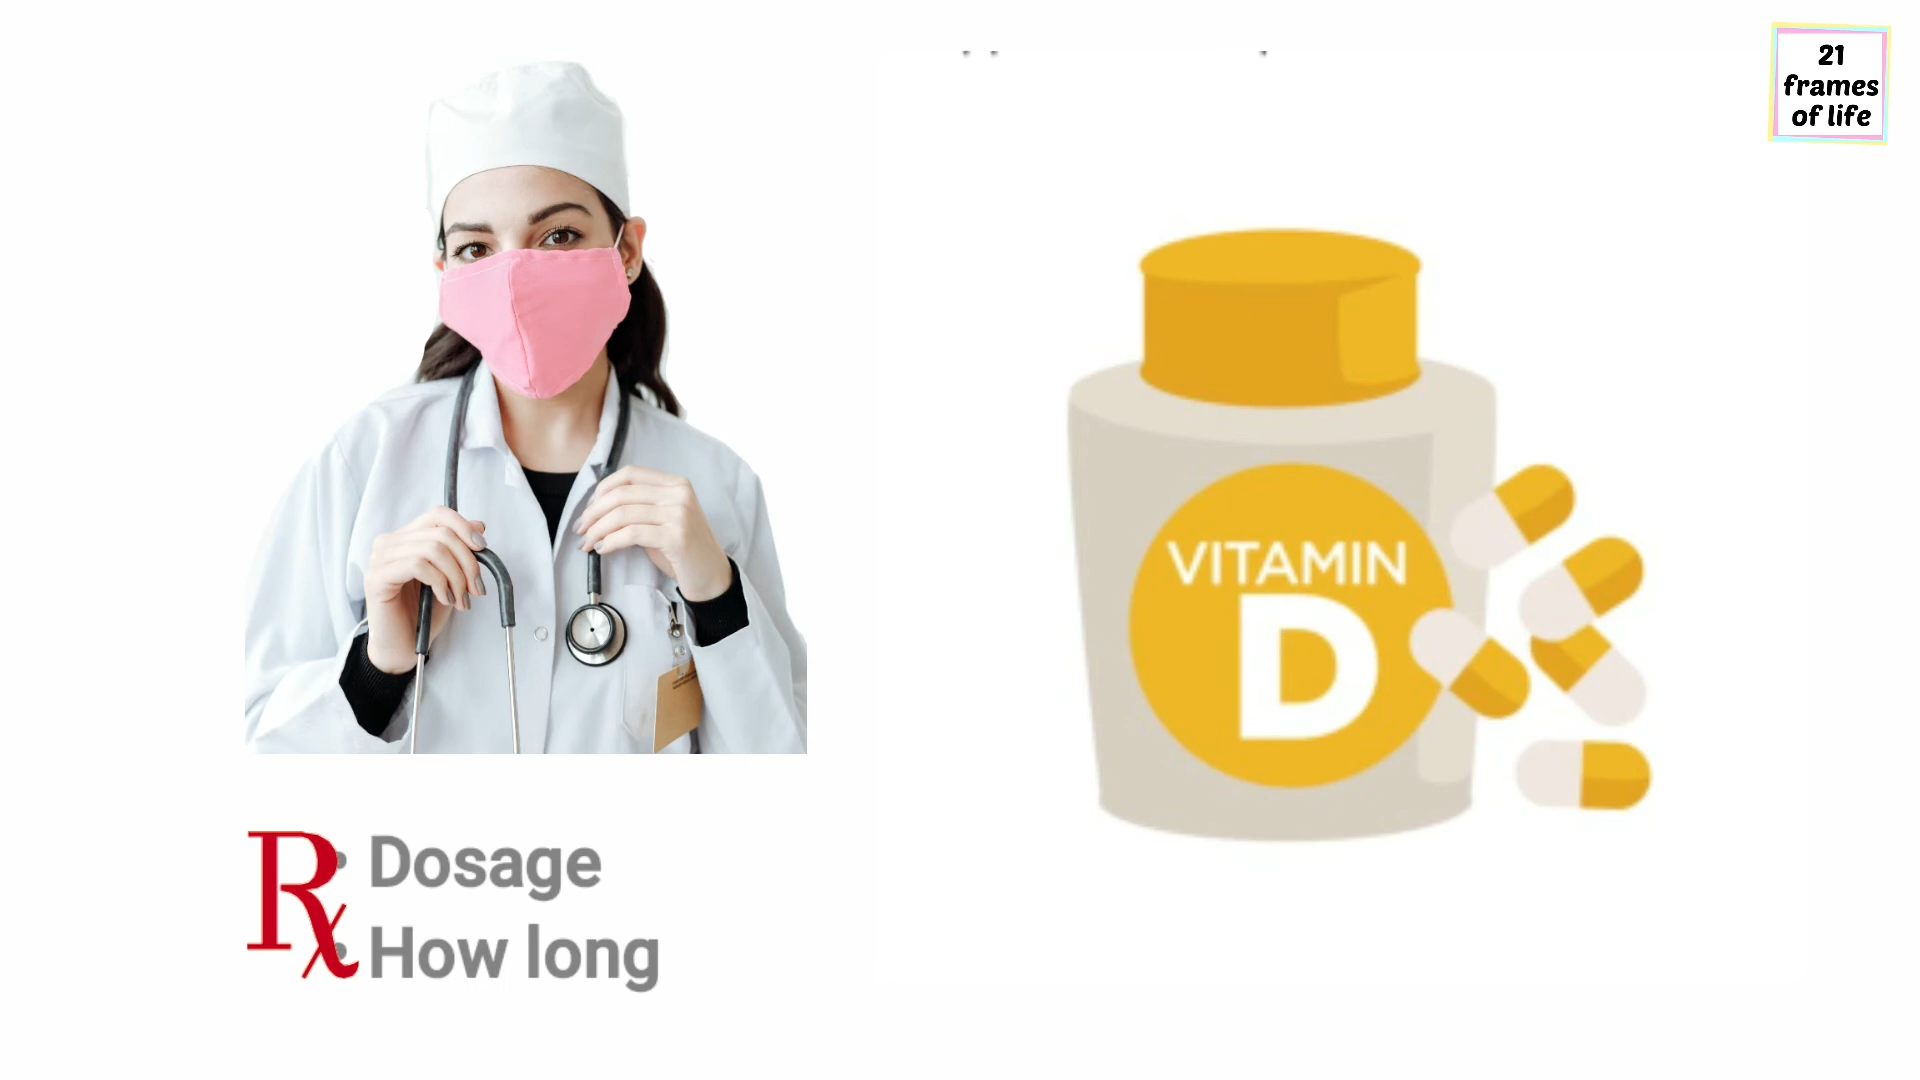 21
frames
of life
VITAMIN
D
Rx
Dosage
How long